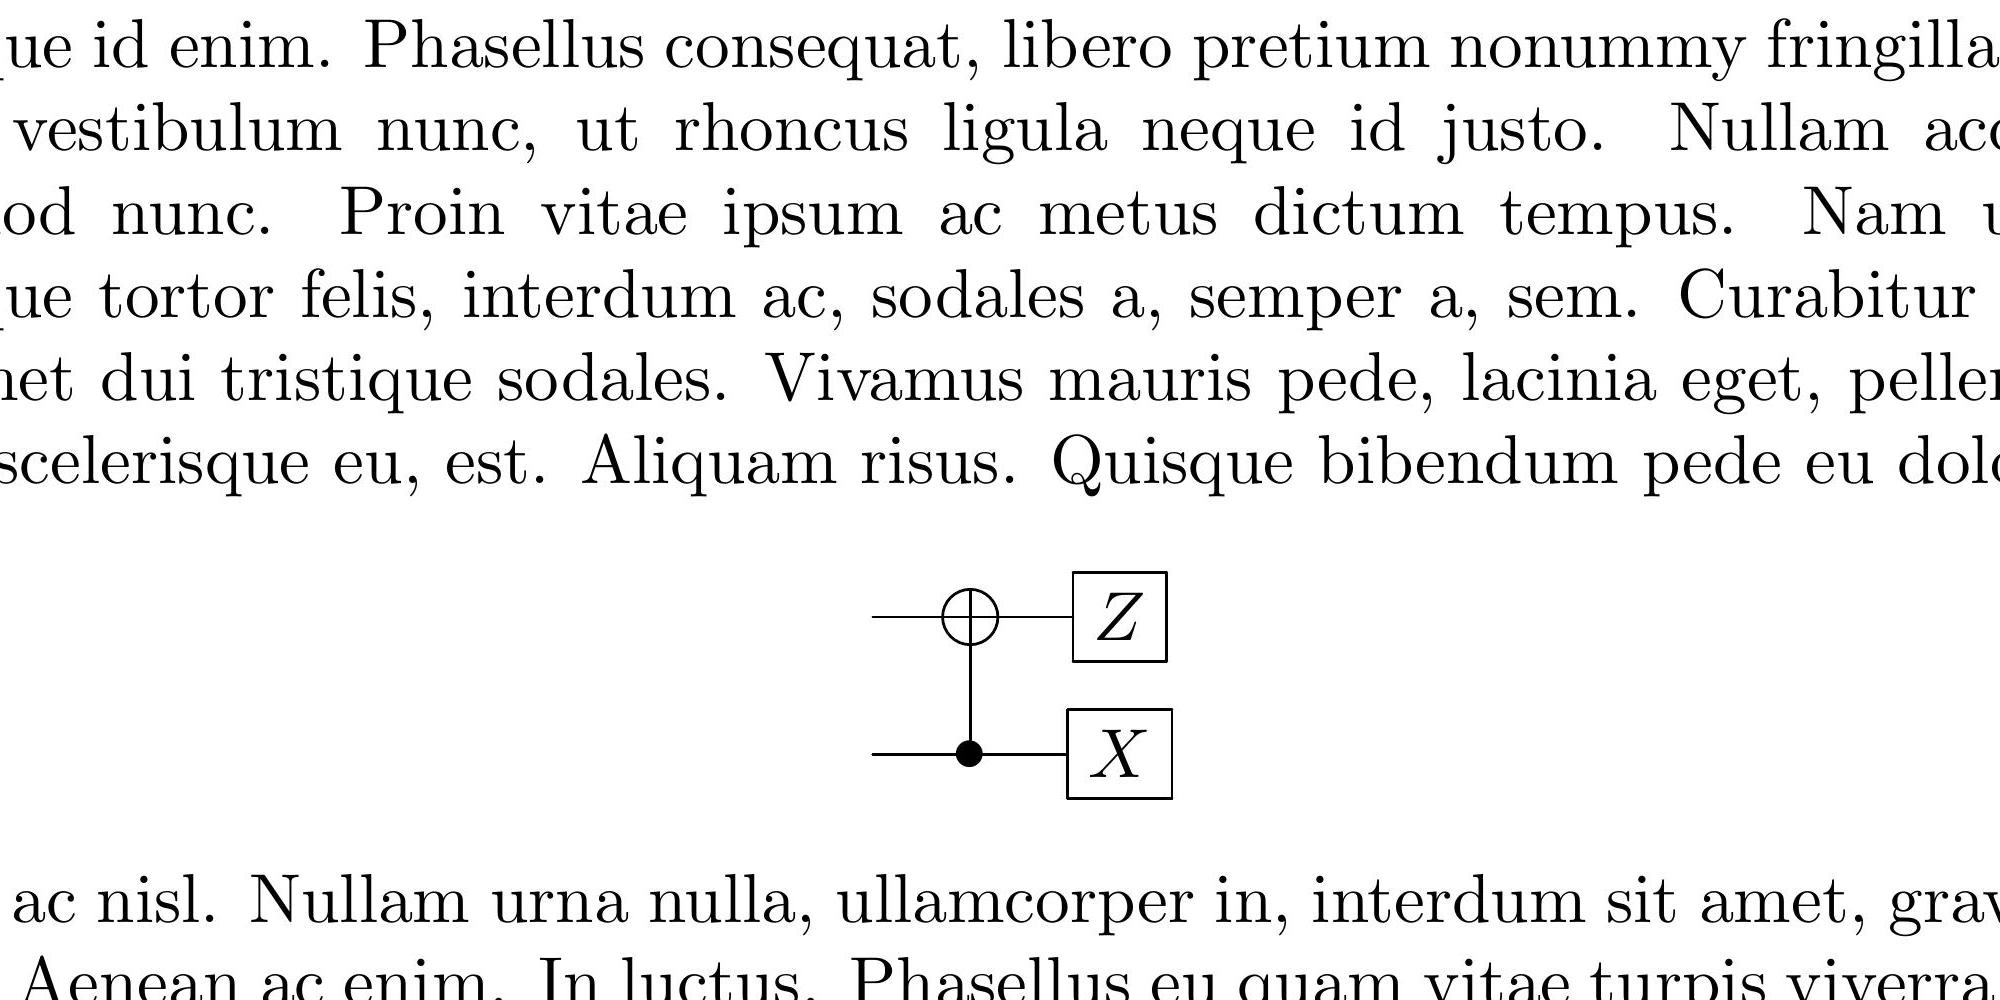 ue id enim. Phasellus consequat, libero pretium nonummy fringilla
vestibulum nunc, ut rhoncus ligula neque id justo. Nullam acc
od nunc. Proin vitae ipsum ac metus dictum tempus. Nam u
ue tortor felis, interdum ac, sodales a, semper a, sem. Curabitur
et dui tristique sodales. Vivamus mauris pede, lacinia eget, pellen
scelerisque eu, est. Aliquam risus. Quisque bibendum pede eu dolo
Z
X
ac nisl. Nullam urna nulla, ullamcorper in, interdum sit amet, grav
Aenean ac enim. In luctus. Phasellus eu quam vitae turpis viverra